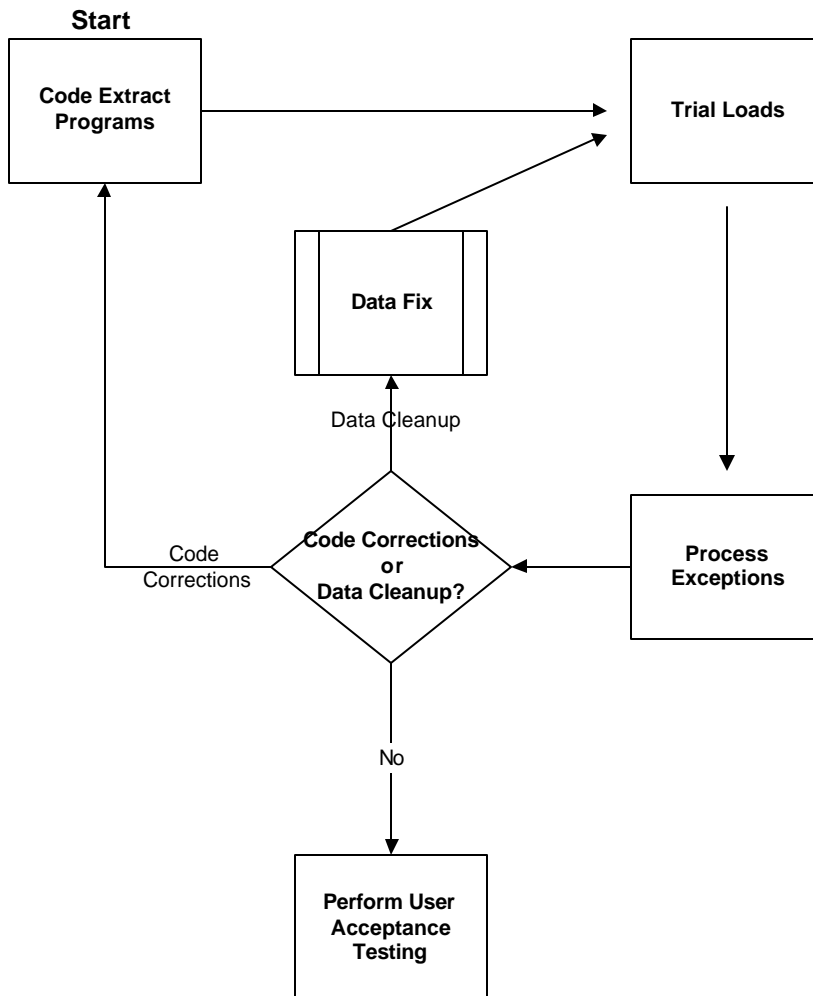 Start
Code Extract
Programs
Trial Loads
Data Fix
Data Cleanup
Code Corrections
or
Data Cleanup?
Code
Corrections
Process
Exceptions
No
Perform User
Acceptance
Testing